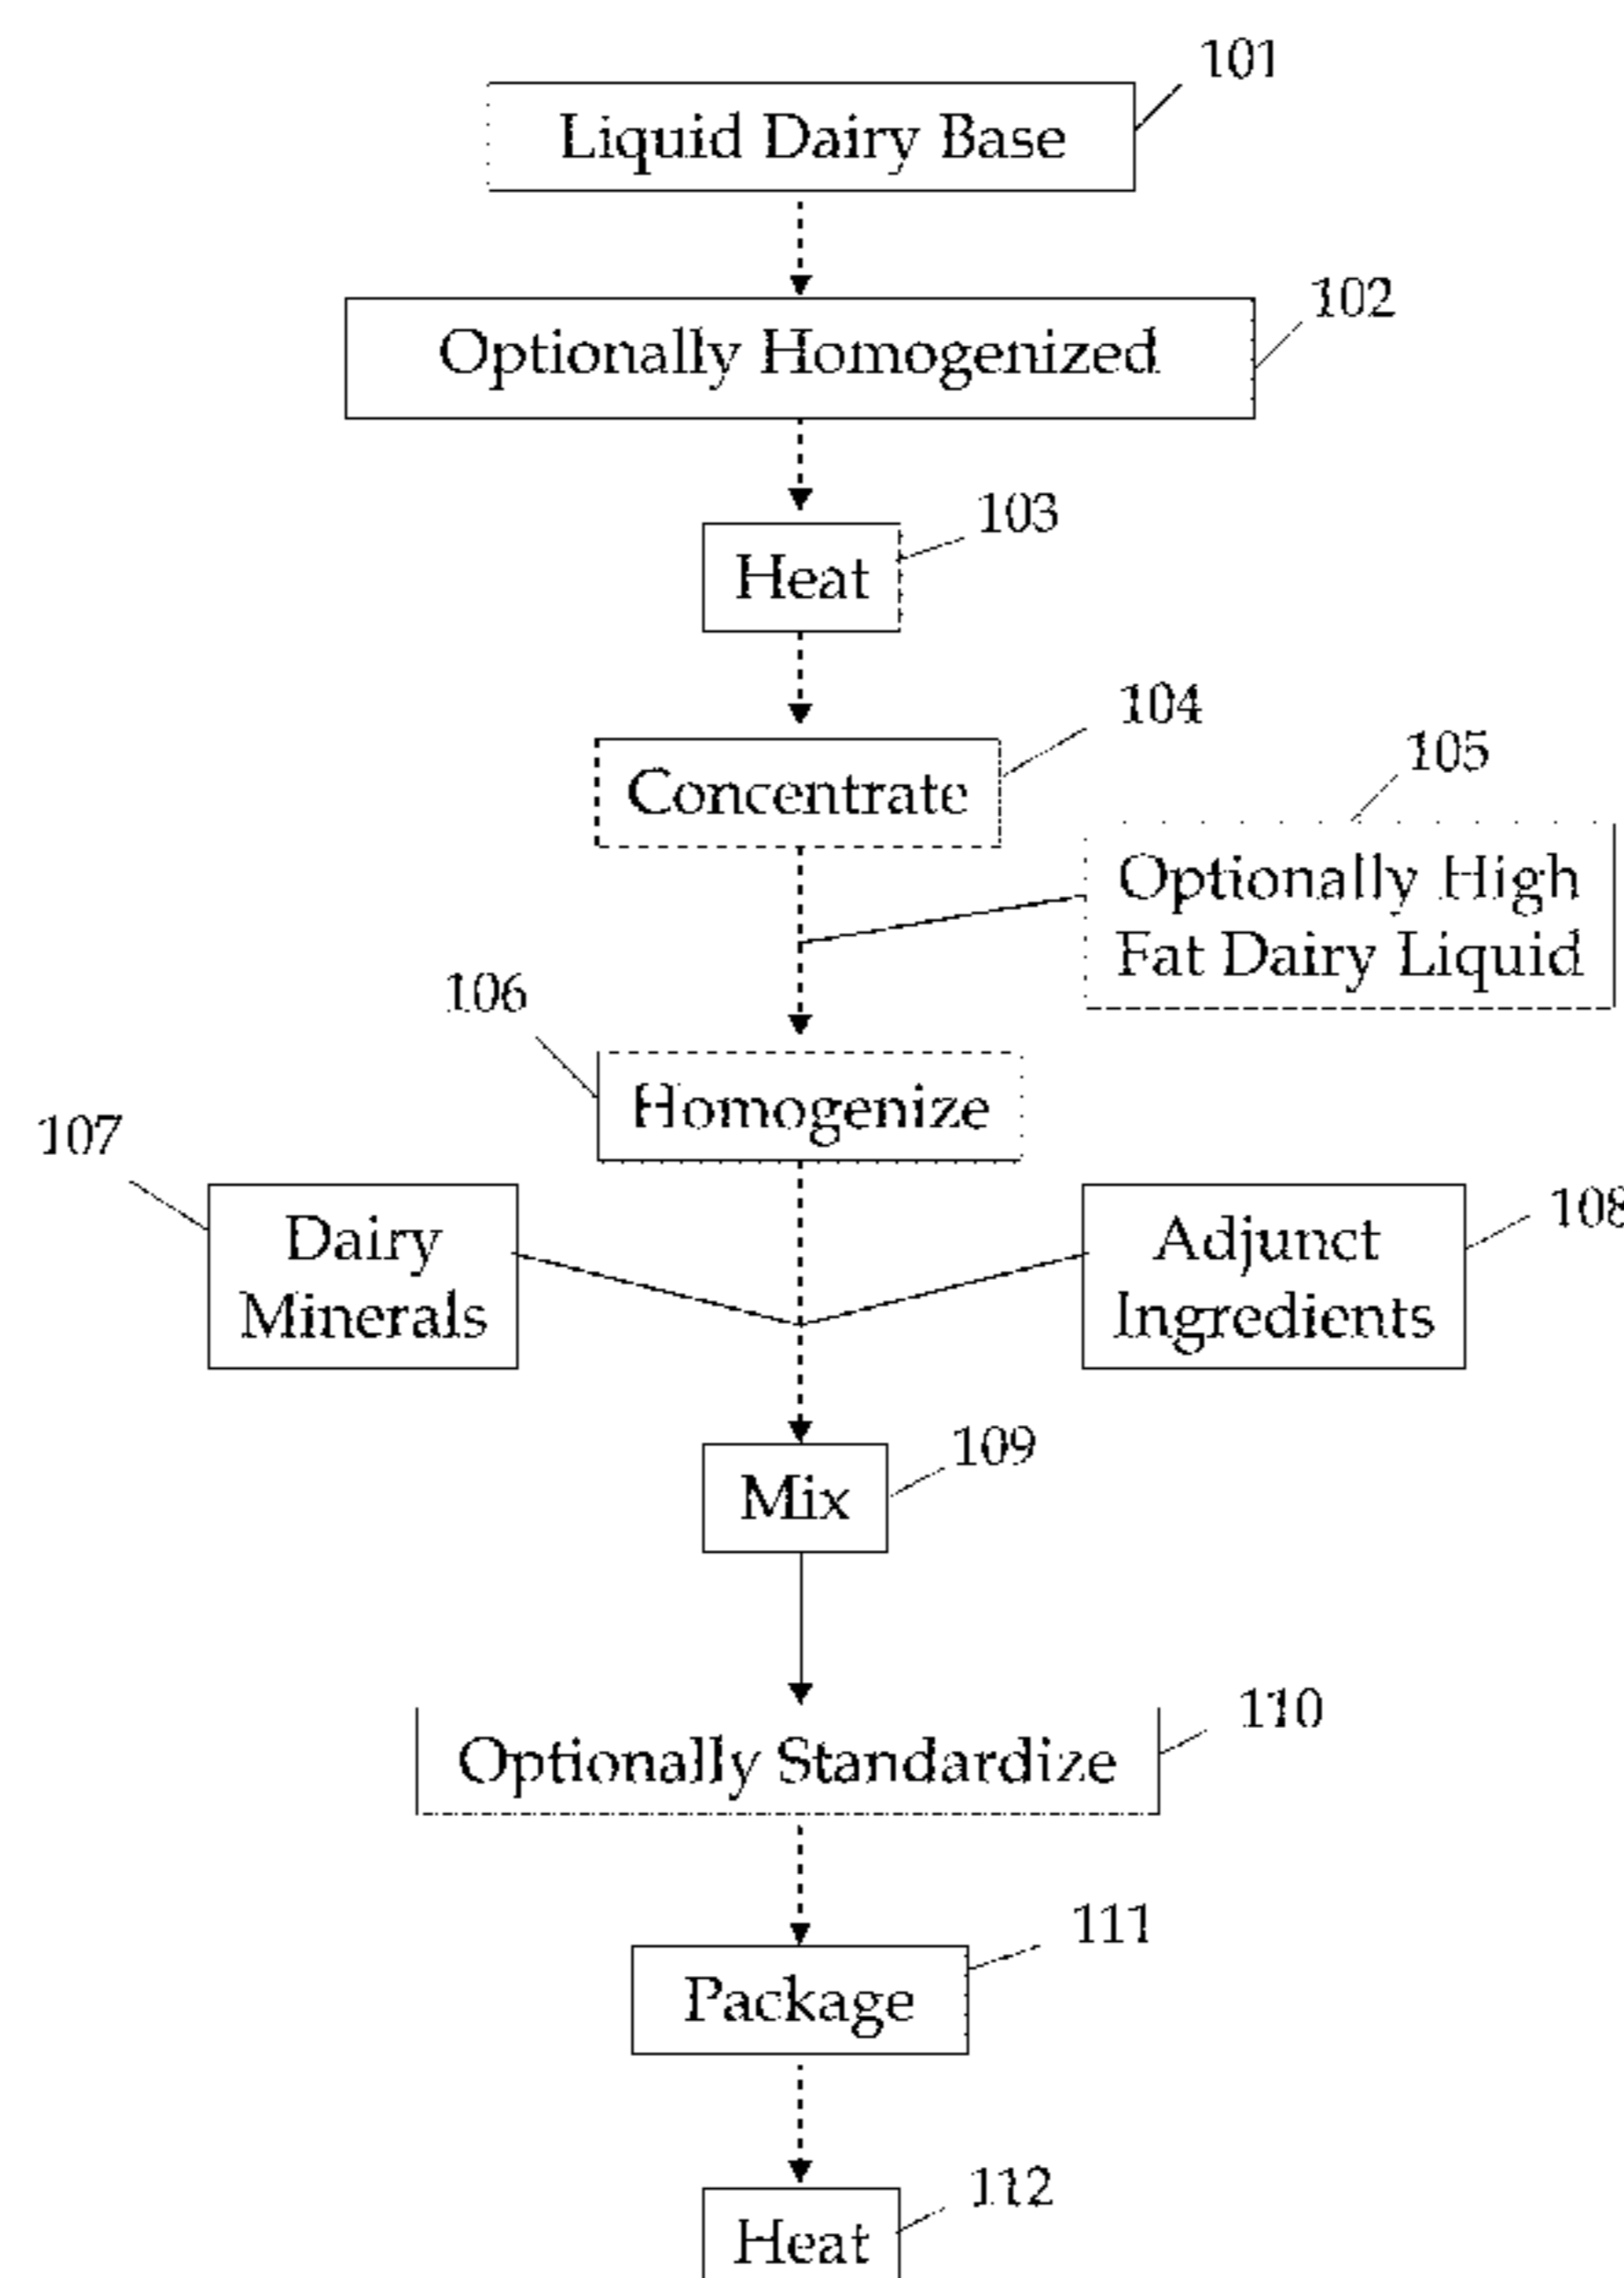 101
Liquid Dairy Base
102
Optionally Homogenized
103
Heat
104
Concentrate
105
Optionally High
Fat Dairy Liquid
106
Homogenize
107
Dairy
Minerals
108
Adjunct
Ingredients
109
Mix
110
Optionally Standardize
111
Package
112
Heat